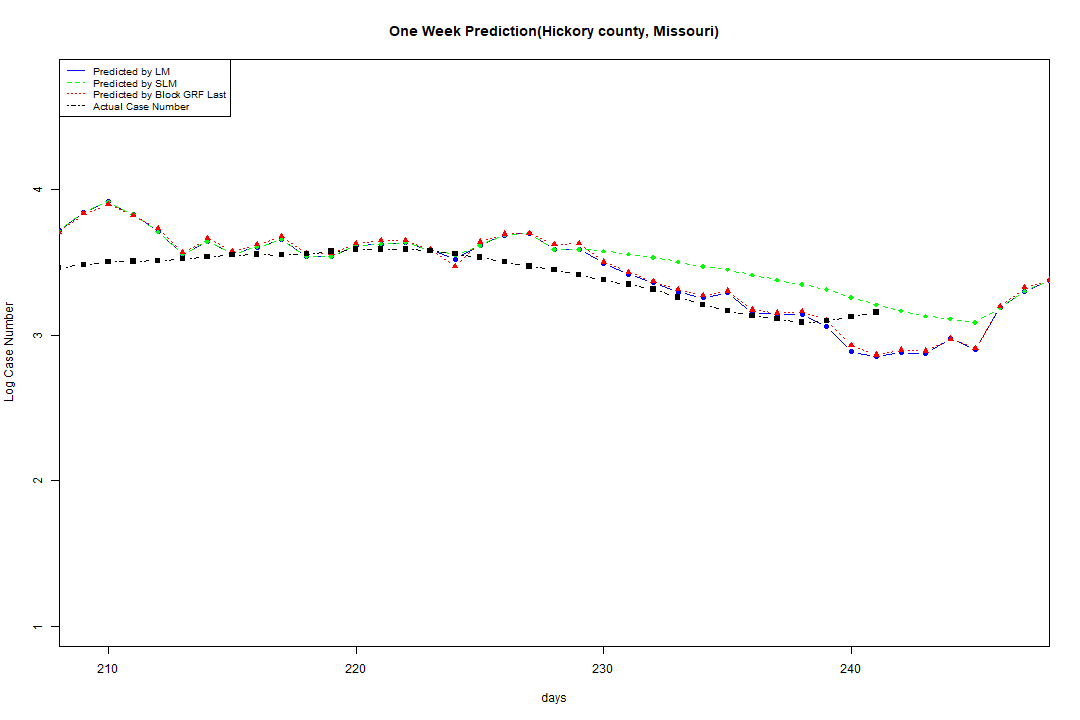 One Week Prediction(Hickory county, Missouri)
Predicted by LM
Predicted by SLM
Predicted by Block GRF Last
Actual Case Number
4
3
2
1
Log Case Number
210 220 230 240
days